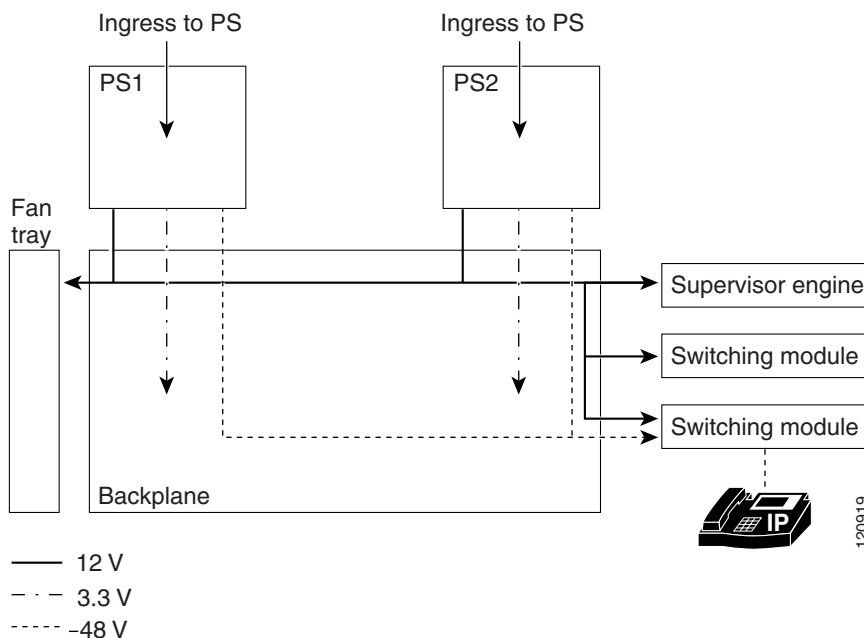 Ingress to PS
Ingress to PS
PS1
PS2
Fan
tray
Supervisor engine
Switching module
Switching module
Backplane
IP
120919
12 V
3.3 V
–48 V